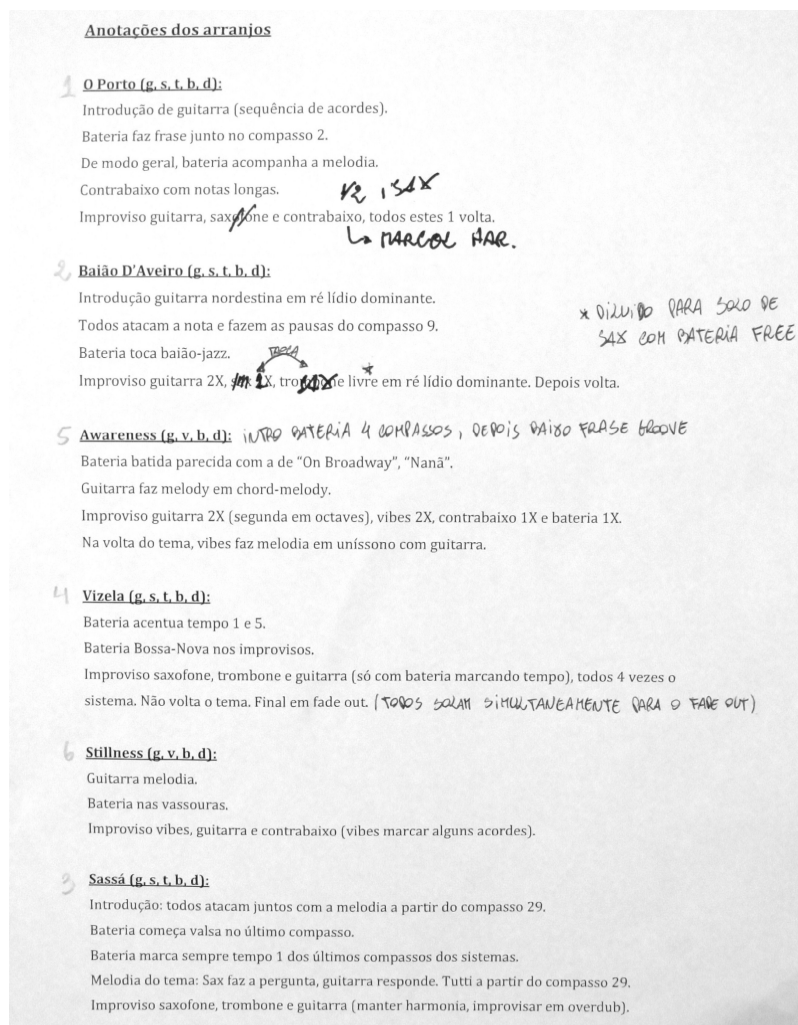 Anotações dos arranjos
1 O Porto (g, s, t, b, d):
Introdução de guitarra (sequência de acordes).
Bateria faz frase junto no compasso 2.
De modo geral, bateria acompanha a melodia.
Contrabaixo com notas longas.
1/2 , SAX
Improviso guitarra, saxofone e contrabaixo, todos estes 1 volta.
↳ MARCOL HAR.
2 Baião D'Aveiro (g, s, t, b, d):
Introdução guitarra nordestina em ré lídio dominante.
* DILUIDO PARA SOLO DE
Todos atacam a nota e fazem as pausas do compasso 9.
SAX COM BATERIA FREE
Bateria toca baião-jazz.
TROCA
Improviso guitarra 2X, 2X, trombone SAX livre * em ré lídio dominante. Depois volta.
5 Awareness (g, v, b, d): INTRO BATERIA 4 COMPASSOS, DEPOIS BAIXO FRASE GROOVE
Bateria batida parecida com a de "On Broadway", "Nanã".
Guitarra faz melody em chord-melody.
Improviso guitarra 2X (segunda em octaves), vibes 2X, contrabaixo 1X e bateria 1X.
Na volta do tema, vibes faz melodia em uníssono com guitarra.
4 Vizela (g, s, t, b, d):
Bateria acentua tempo 1 e 5.
Bateria Bossa-Nova nos improvisos.
Improviso saxofone, trombone e guitarra (só com bateria marcando tempo), todos 4 vezes o
sistema. Não volta o tema. Final em fade out. (TODOS SOLAM SIMULTANEAMENTE PARA O FADE OUT)
6 Stillness (g, v, b, d):
Guitarra melodia.
Bateria nas vassouras.
Improviso vibes, guitarra e contrabaixo (vibes marcar alguns acordes).
3 Sassá (g, s, t, b, d):
Introdução: todos atacam juntos com a melodia a partir do compasso 29.
Bateria começa valsa no último compasso.
Bateria marca sempre tempo 1 dos últimos compassos dos sistemas.
Melodia do tema: Sax faz a pergunta, guitarra responde. Tutti a partir do compasso 29.
Improviso saxofone, trombone e guitarra (manter harmonia, improvisar em overdub).